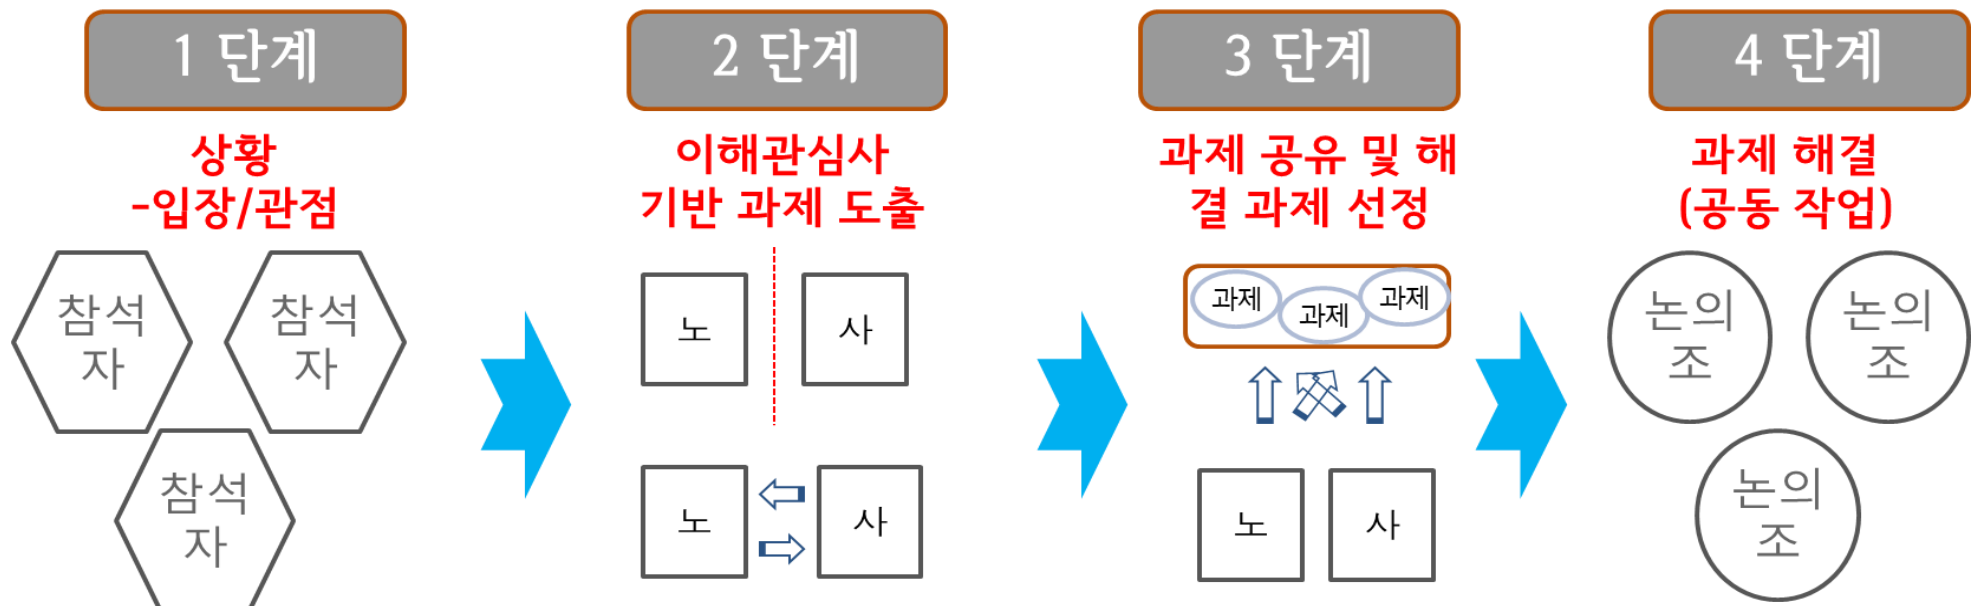 1 단계
상황
-입장/관점
참석
자
참석
자
참석
자
2 단계
이해관심사
기반 과제 도출
노
사
노
사
3 단계
과제 공유 및 해
결 과제 선정
과제
과제
과제
노
사
4 단계
과제 해결
(공동 작업)
논의
조
논의
조
논의
조